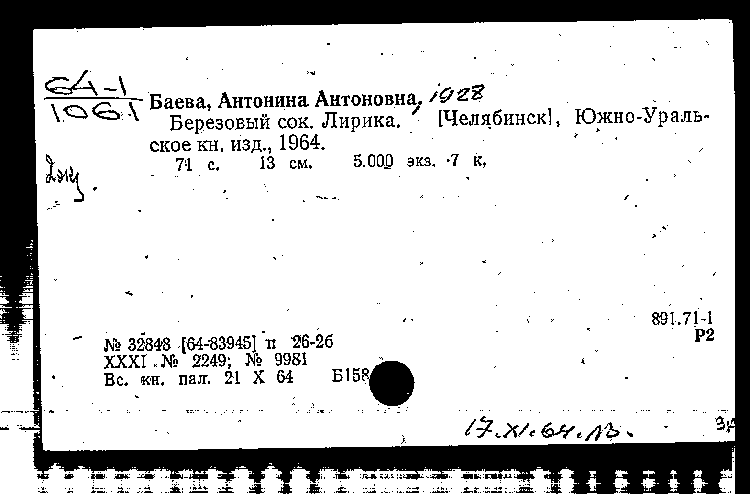 64-1
1061
Баева, Антонина Антоновна, 1928
Березовый сок. Лирика. [Челябинск], Южно-Ураль-
ское кн. изд., 1964.
71 с. 13 см. 5.000 экз. 7 к.
2экз.
891.71-1
Р2
№ 32848 [64-83945] п 26-26
XXXI № 2249; № 9981
Вс. кн. пал. 21 X 64 Б158
17.XI.64.